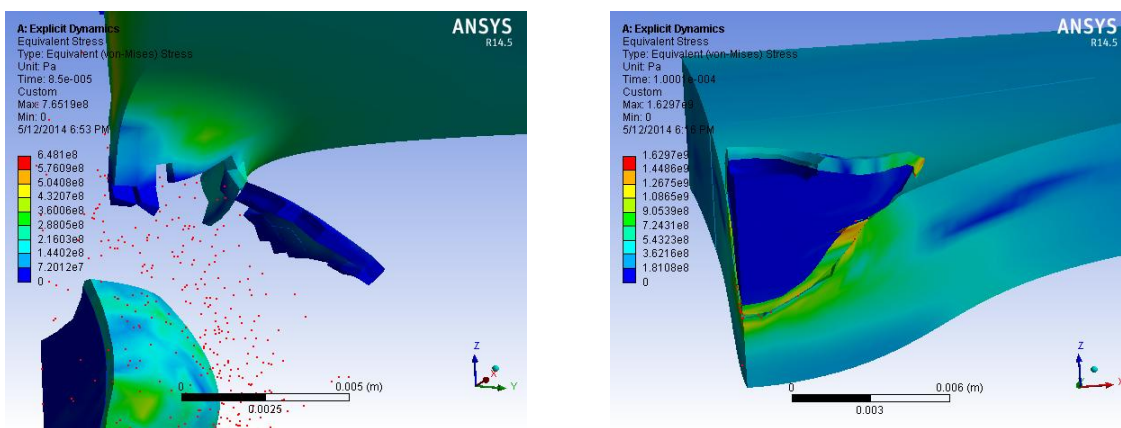 A: Explicit Dynamics
Equivalent Stress
Type: Equivalent (von-Mises) Stress
Unit: Pa
Time: 8.5e-005
Custom
Max: 7.6519e8
Min: 0
5/12/2014 6:53 PM
6.481e8
5.7609e8
5.0408e8
4.3207e8
3.6006e8
2.8805e8
2.1603e8
1.4402e8
7.2012e7
0
ANSYS
R14.5
0
0.005 (m)
0.0025
Z
X
Y
A: Explicit Dynamics
Equivalent Stress
Type: Equivalent (von-Mises) Stress
Unit: Pa
Time: 1.0001e-004
Custom
Max: 1.6297e9
Min: 0
5/12/2014 6:16 PM
1.6297e9
1.4486e9
1.2675e9
1.0865e9
9.0539e8
7.2431e8
5.4323e8
3.6216e8
1.8108e8
0
ANSYS
R14.5
0
0.006 (m)
0.003
Z
X